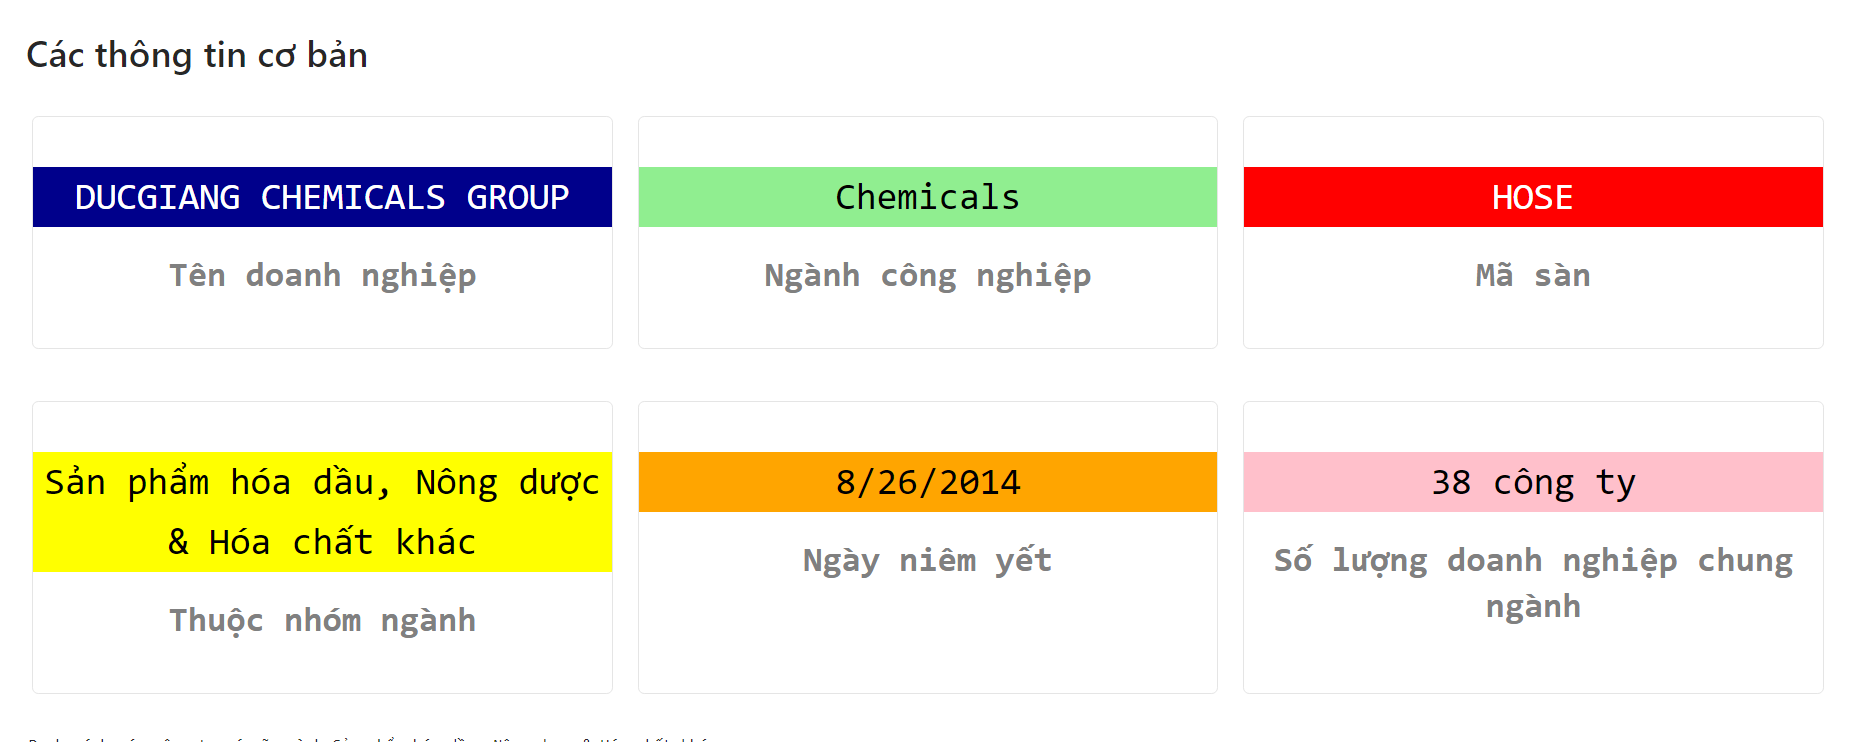 Các thông tin cơ bản
DUCGIANG CHEMICALS GROUP
Tên doanh nghiệp
Chemicals
Ngành công nghiệp
HOSE
Mã sàn
Sản phẩm hóa dầu, Nông dược
& Hóa chất khác
Thuộc nhóm ngành
8/26/2014
Ngày niêm yết
38 công ty
Số lượng doanh nghiệp chung
ngành